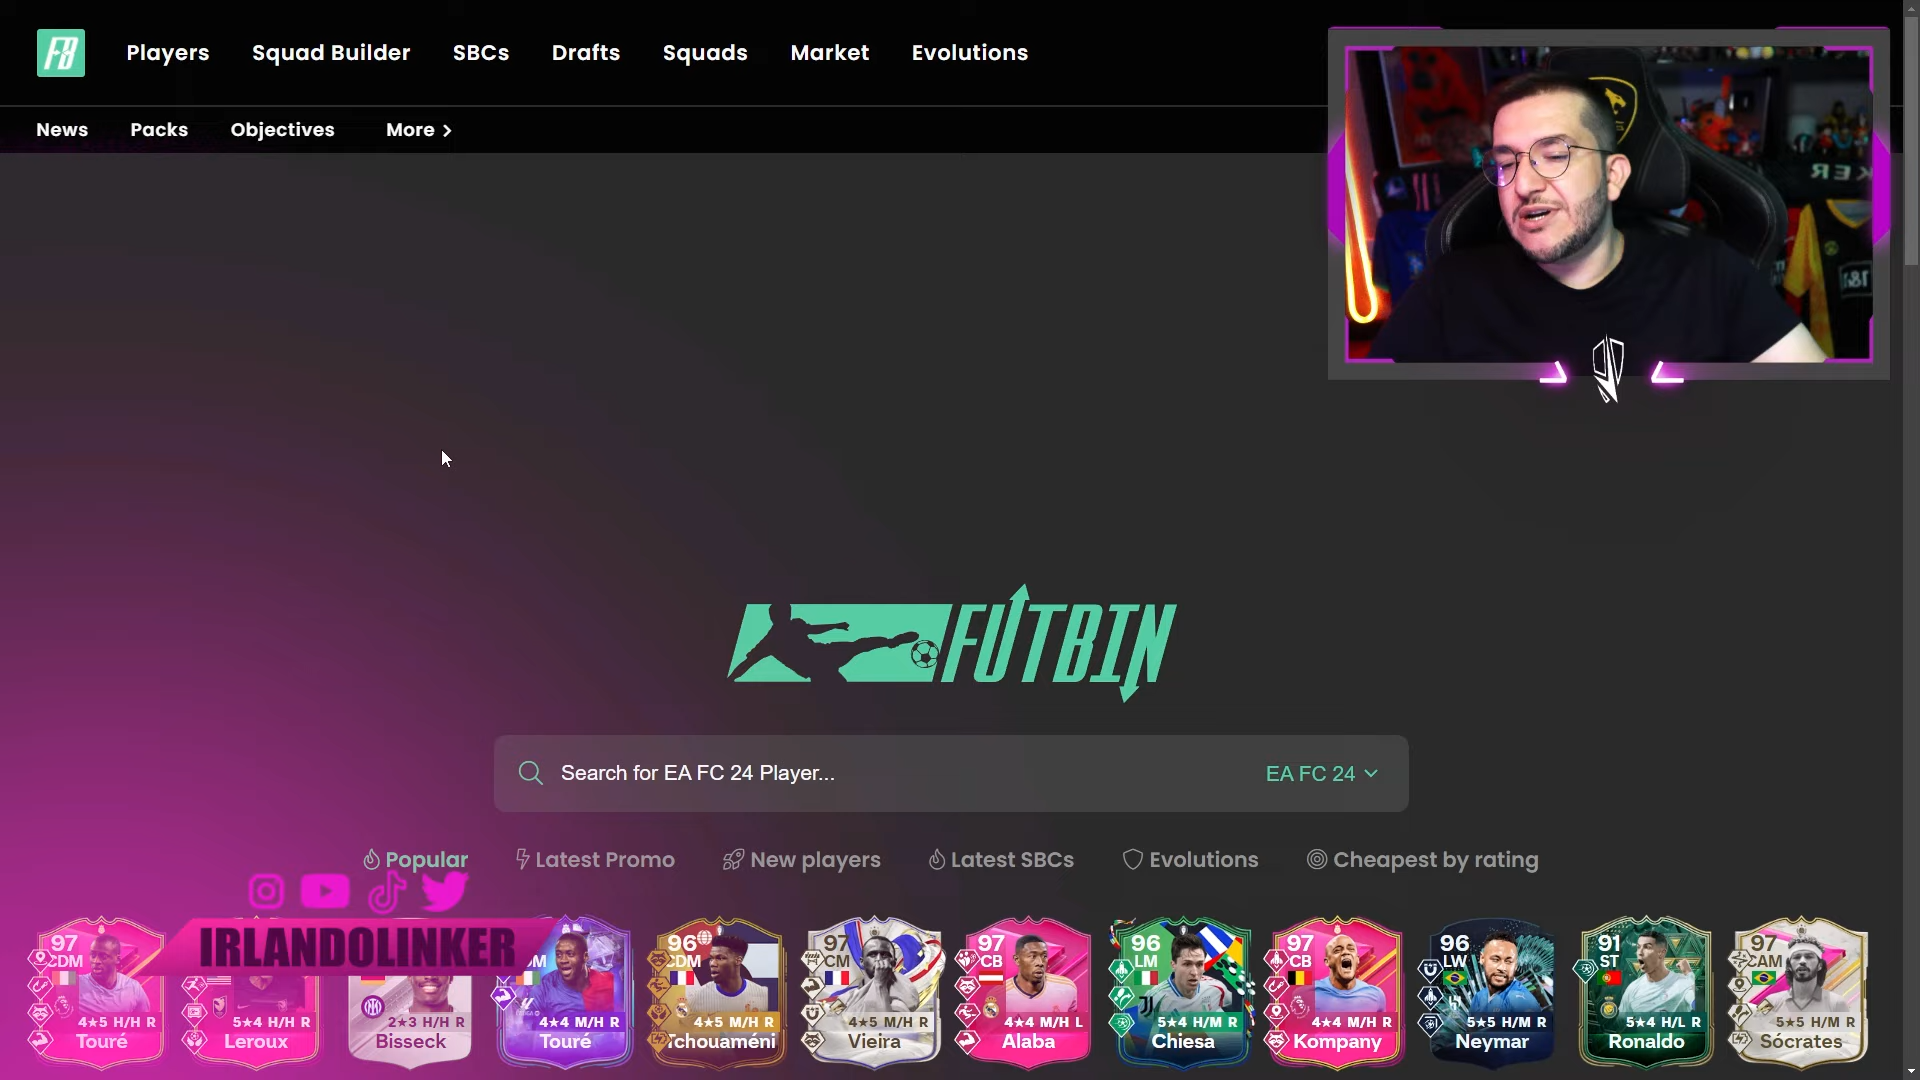 FB
Players Squad Builder SBCs Drafts Squads Market Evolutions
News Packs Objectives More
FUTBIN
Search for EA FC 24 Player... EA FC 24
Popular Latest Promo New players Latest SBCs Evolutions Cheapest by rating
IRLANDOLINKER
97 CDM 4★5 H/H R Touré
5★4 H/H R Leroux
2★3 H/H R Bisseck
4★4 M/H R Touré
96 CDM 4★5 M/H R Tchouaméni
97 CM 4★5 M/H R Vieira
97 CB 4★4 M/H L Alaba
96 LM 5★4 H/M R Chiesa
97 CB 4★4 M/H R Kompany
96 LW 5★5 H/M R Neymar
91 ST 5★4 H/L R Ronaldo
97 CAM 5★5 H/M R Sócrates